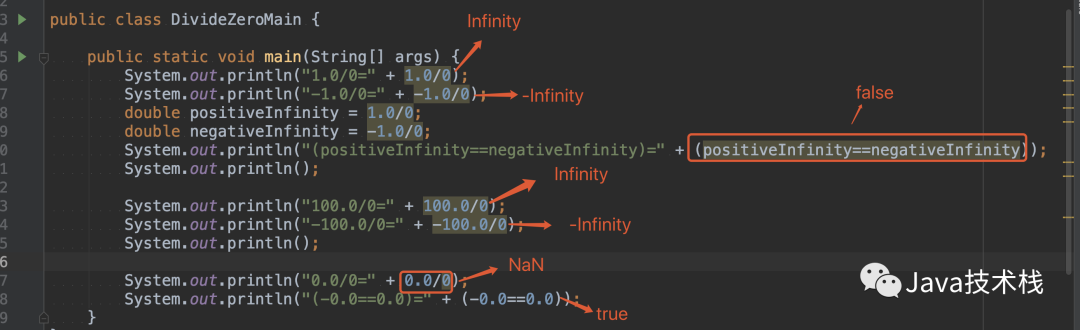 3 public class DivideZeroMain { Infinity
4
5 public static void main(String[] args) {
6 System.out.println("1.0/0=" + 1.0/0);
7 System.out.println("-1.0/0=" + -1.0/0); -Infinity
8 double positiveInfinity = 1.0/0; false
9 double negativeInfinity = -1.0/0;
0 System.out.println("(positiveInfinity==negativeInfinity)=" + (positiveInfinity==negativeInfinity));
1 System.out.println();
2 Infinity
3 System.out.println("100.0/0=" + 100.0/0);
4 System.out.println("-100.0/0=" + -100.0/0); -Infinity
5 System.out.println();
6 NaN
7 System.out.println("0.0/0=" + 0.0/0);
8 System.out.println("(-0.0==0.0)=" + (-0.0==0.0)); true
9 }
Java技术栈